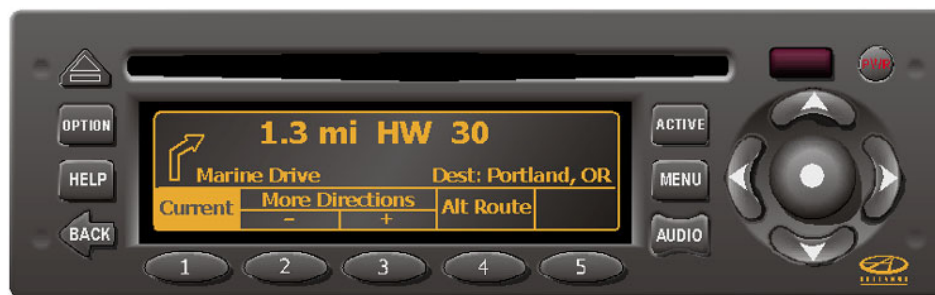 PWR
OPTION
1.3 mi HW 30
ACTIVE
HELP
Marine Drive Dest: Portland, OR
MENU
Current More Directions Alt Route
- +
BACK
AUDIO
1 2 3 4 5